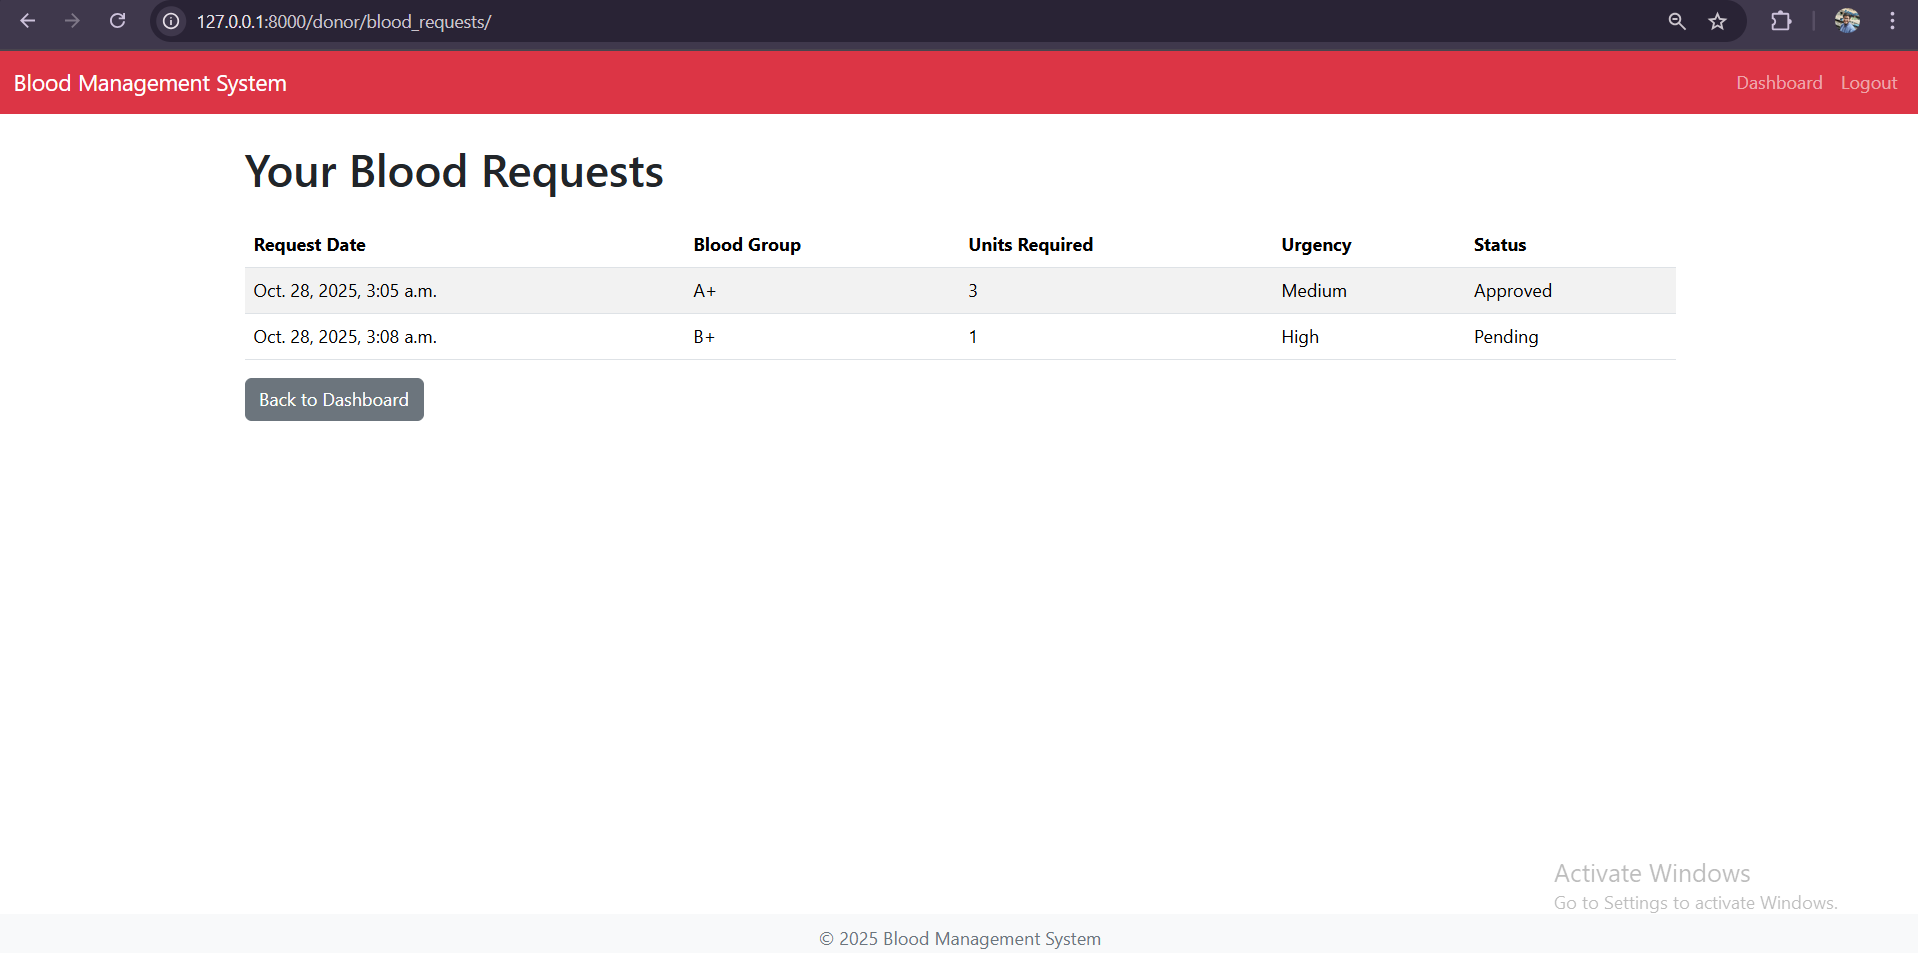 127.0.0.1:8000/donor/blood_requests/
Blood Management System Dashboard Logout
Your Blood Requests
Request Date Blood Group Units Required Urgency Status
Oct. 28, 2025, 3:05 a.m. A+ 3 Medium Approved
Oct. 28, 2025, 3:08 a.m. B+ 1 High Pending
Back to Dashboard
Activate Windows
Go to Settings to activate Windows.
© 2025 Blood Management System